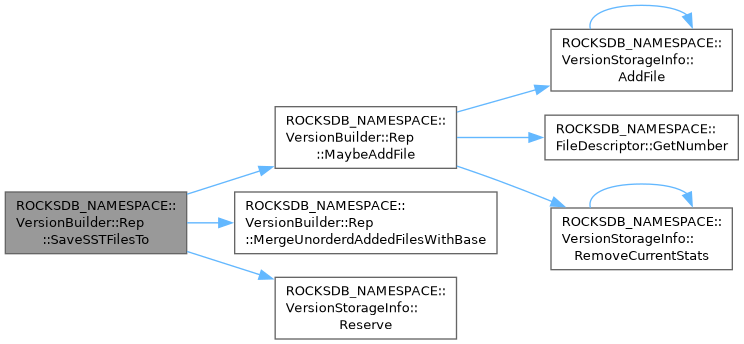 ROCKSDB_NAMESPACE::
VersionBuilder::Rep
::SaveSSTFilesTo
ROCKSDB_NAMESPACE::
VersionBuilder::Rep
::MaybeAddFile
ROCKSDB_NAMESPACE::
VersionStorageInfo::
AddFile
ROCKSDB_NAMESPACE::
FileDescriptor::GetNumber
ROCKSDB_NAMESPACE::
VersionStorageInfo::
RemoveCurrentStats
ROCKSDB_NAMESPACE::
VersionBuilder::Rep
::MergeUnorderdAddedFilesWithBase
ROCKSDB_NAMESPACE::
VersionStorageInfo::
Reserve